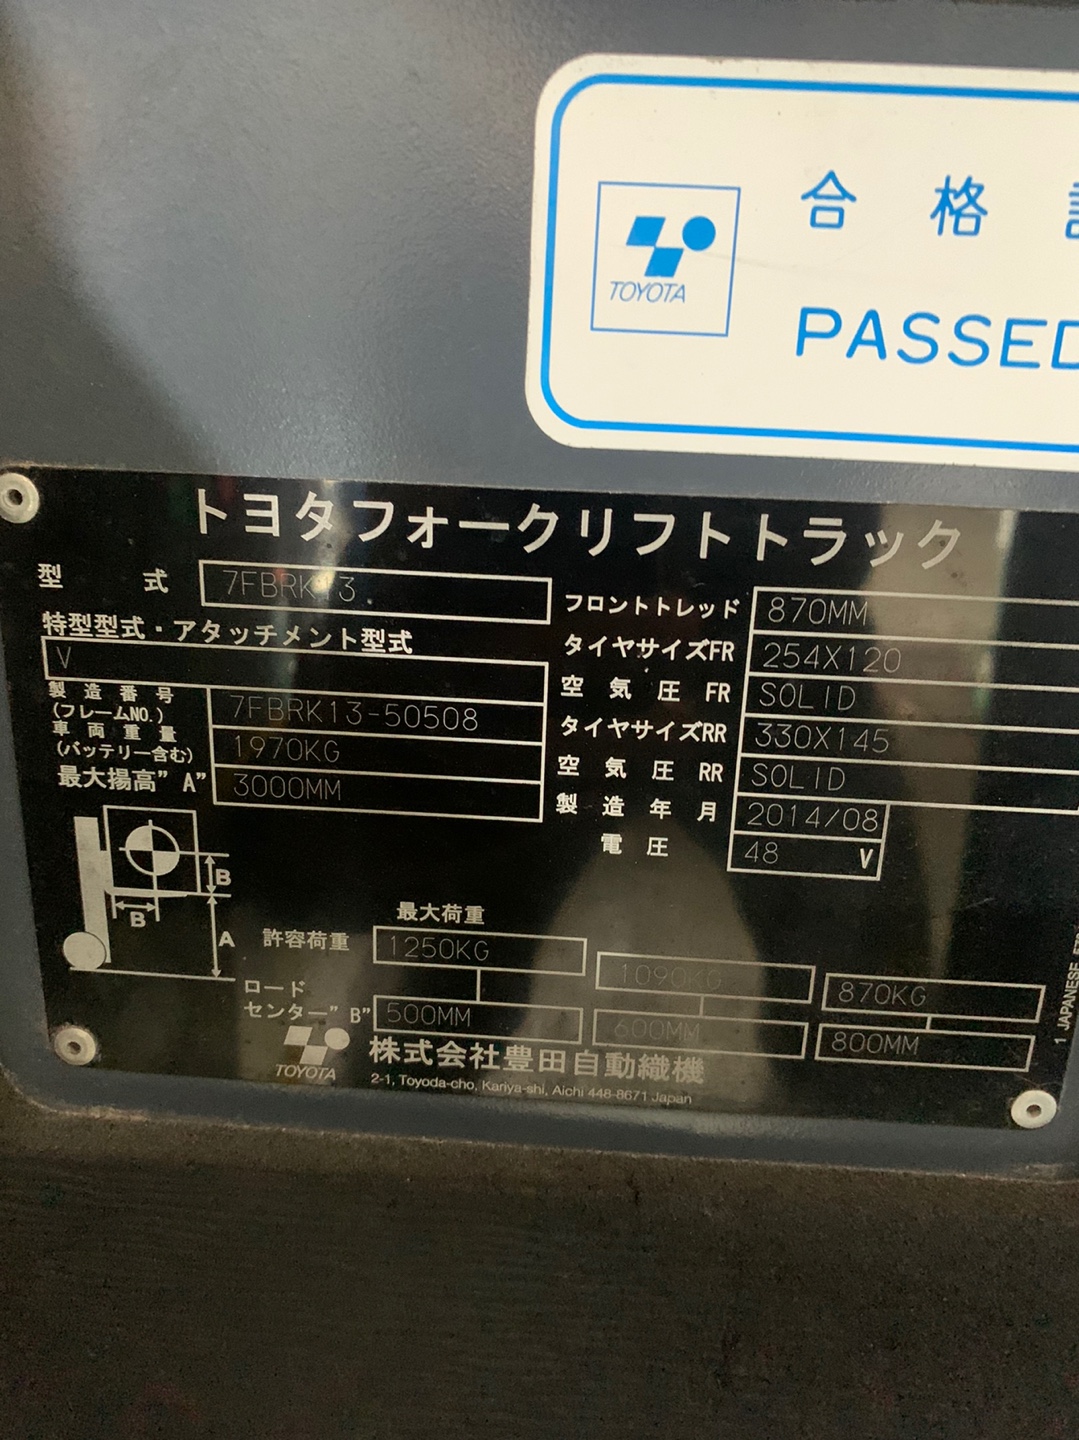 合格
TOYOTA
PASSED
トヨタフォークリフトトラック
型式 7FBRK13
特型型式・アタッチメント型式
V
製造番号
(フレームNO.) 7FBRK13-50508
車両重量
(バッテリー含む) 1970KG
最大揚高"A" 3000MM
フロントトレッド 870MM
タイヤサイズFR 254X120
空気圧FR SOLID
タイヤサイズRR 330X145
空気圧RR SOLID
製造年月 2014/08
電圧 48 V
B
B
A
最大荷重
許容荷重 1250KG 1090KG 870KG
ロード
センター"B" 500MM 600MM 800MM
TOYOTA
株式会社豊田自動織機
2-1, Toyoda-cho, Kariya-shi, Aichi 448-8671 Japan
1 JAPANESE